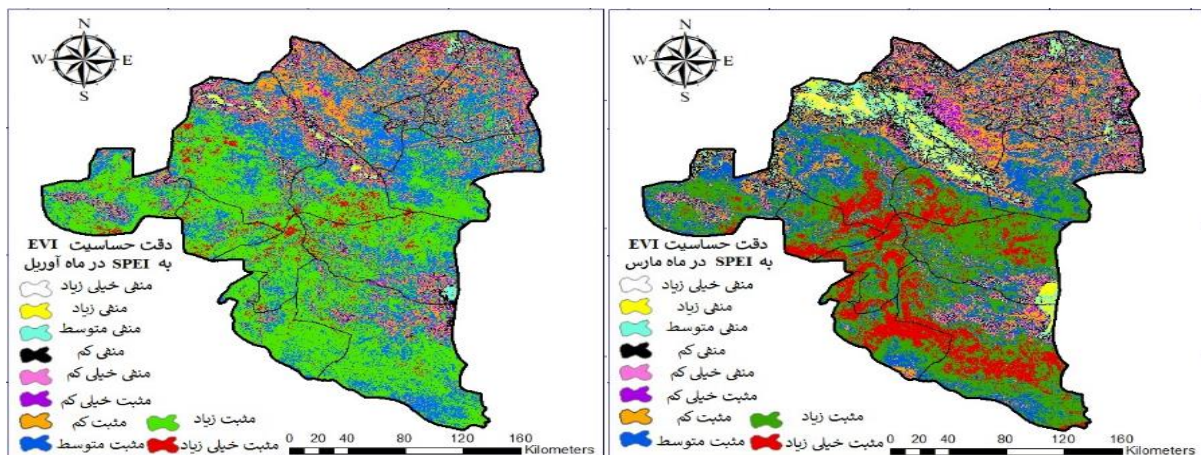 N
W E
S
دقت حساسیت EVI
به SPEI در ماه آوریل
منفی خیلی زیاد
منفی زیاد
منفی متوسط
منفی کم
منفی خیلی کم
مثبت خیلی کم
مثبت کم
مثبت زیاد
مثبت متوسط
مثبت خیلی زیاد
0 20 40 80 120 160
Kilometers
N
W E
S
دقت حساسیت EVI
به SPEI در ماه مارس
منفی خیلی زیاد
منفی زیاد
منفی متوسط
منفی کم
منفی خیلی کم
مثبت خیلی کم
مثبت کم
مثبت زیاد
مثبت متوسط
مثبت خیلی زیاد
0 20 40 80 120 160
Kilometers